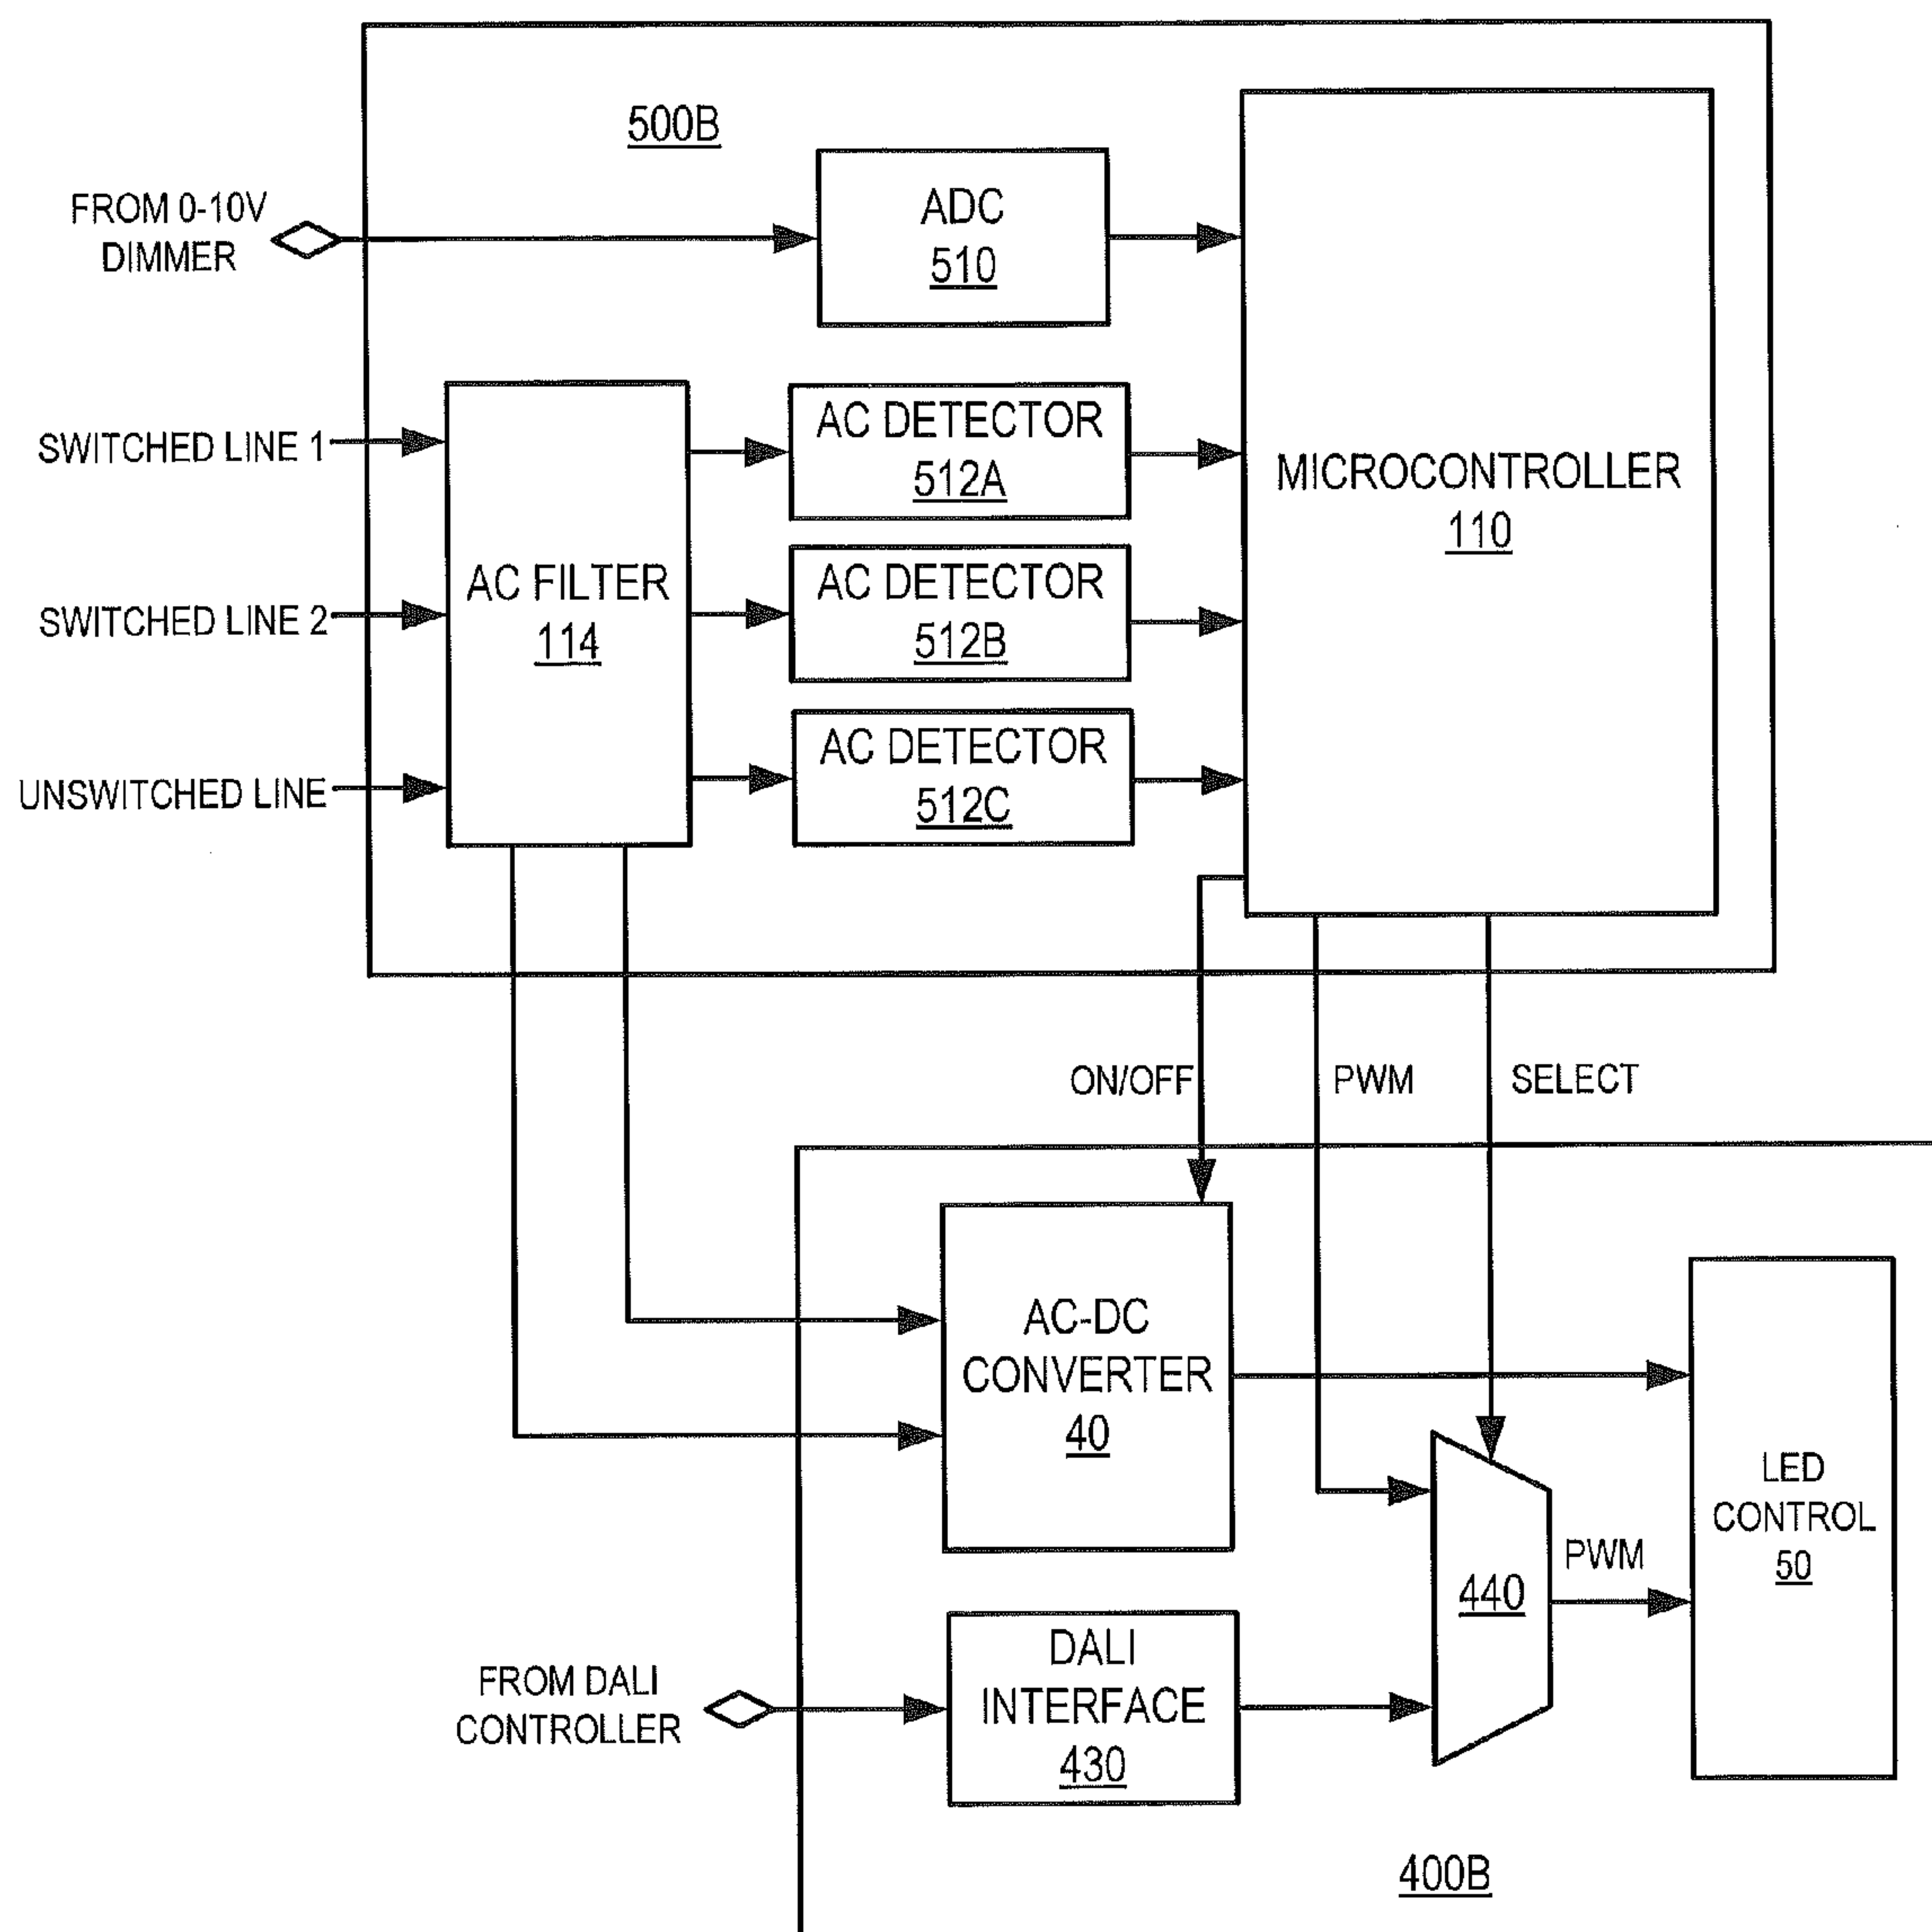 500B
FROM 0-10V
DIMMER
ADC
510
MICROCONTROLLER
110
SWITCHED LINE 1
SWITCHED LINE 2
UNSWITCHED LINE
AC FILTER
114
AC DETECTOR
512A
AC DETECTOR
512B
AC DETECTOR
512C
ON/OFF
PWM
SELECT
AC-DC
CONVERTER
40
LED
CONTROL
50
440
PWM
FROM DALI
CONTROLLER
DALI
INTERFACE
430
400B